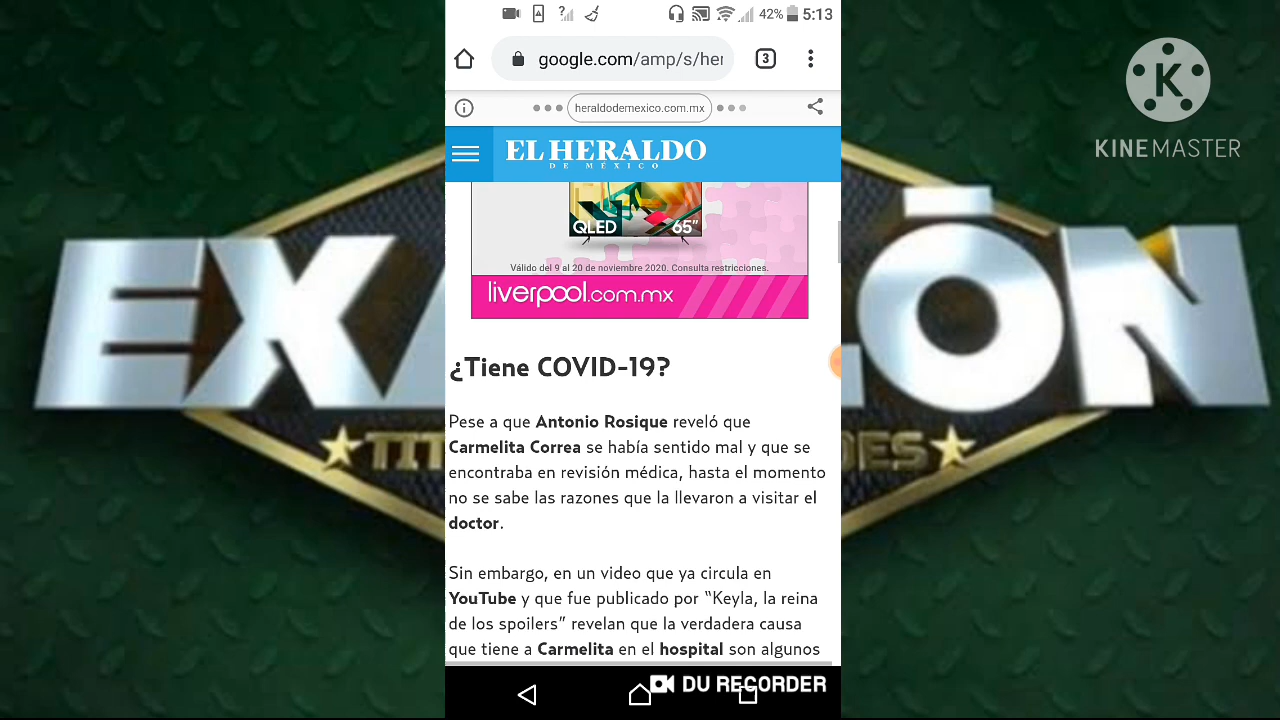 42% 5:13
google.com/amp/s/her
3
heraldodemexico.com.mx
EL HERALDO
DE MÉXICO
QLED 65"
Válido del 9 al 20 de noviembre 2020. Consulta restricciones.
liverpool.com.mx
¿Tiene COVID-19?
Pese a que Antonio Rosique reveló que
Carmelita Correa se había sentido mal y que se
encontraba en revisión médica, hasta el momento
no se sabe las razones que la llevaron a visitar el
doctor.
Sin embargo, en un video que ya circula en
YouTube y que fue publicado por “Keyla, la reina
de los spoilers” revelan que la verdadera causa
que tiene a Carmelita en el hospital son algunos
DU RECORDER
K
KINEMASTER
EXA ŌN
TIT DES